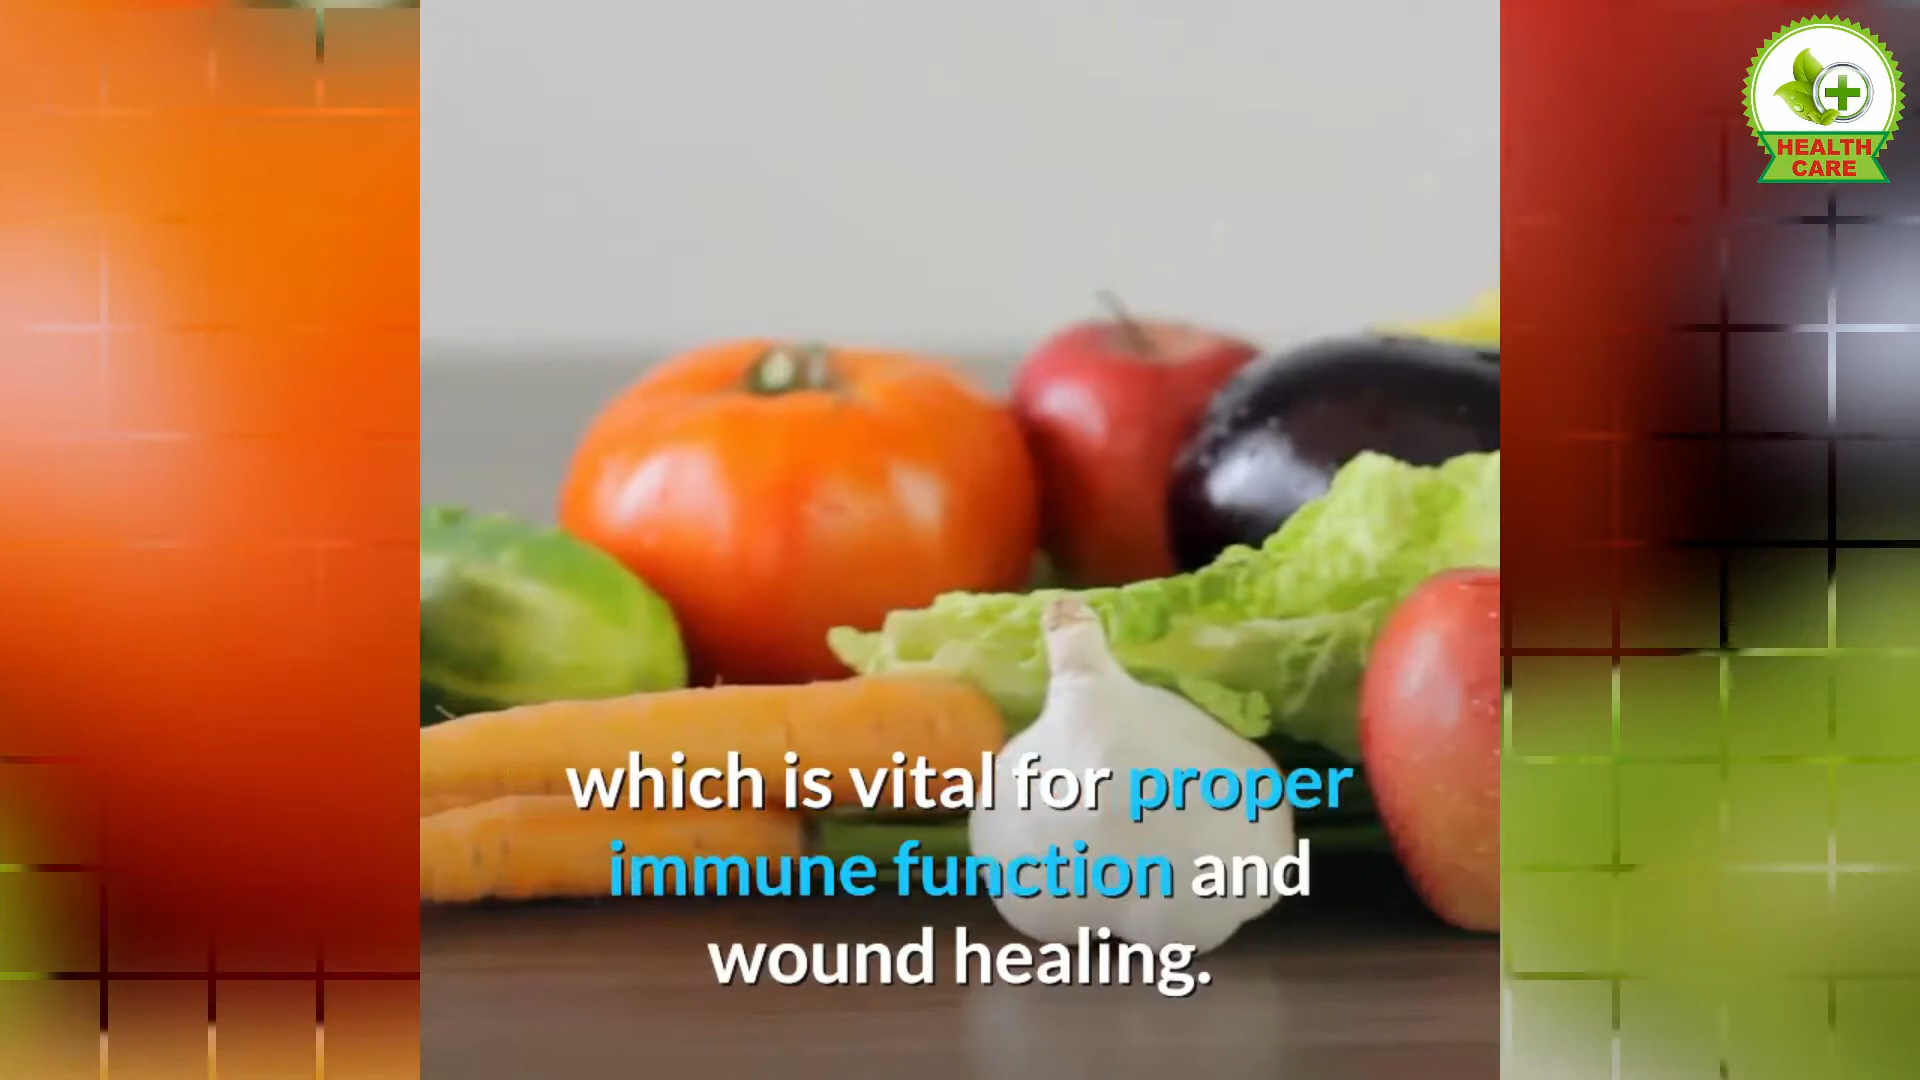 HEALTH
CARE
which is vital for proper
immune function and
wound healing.